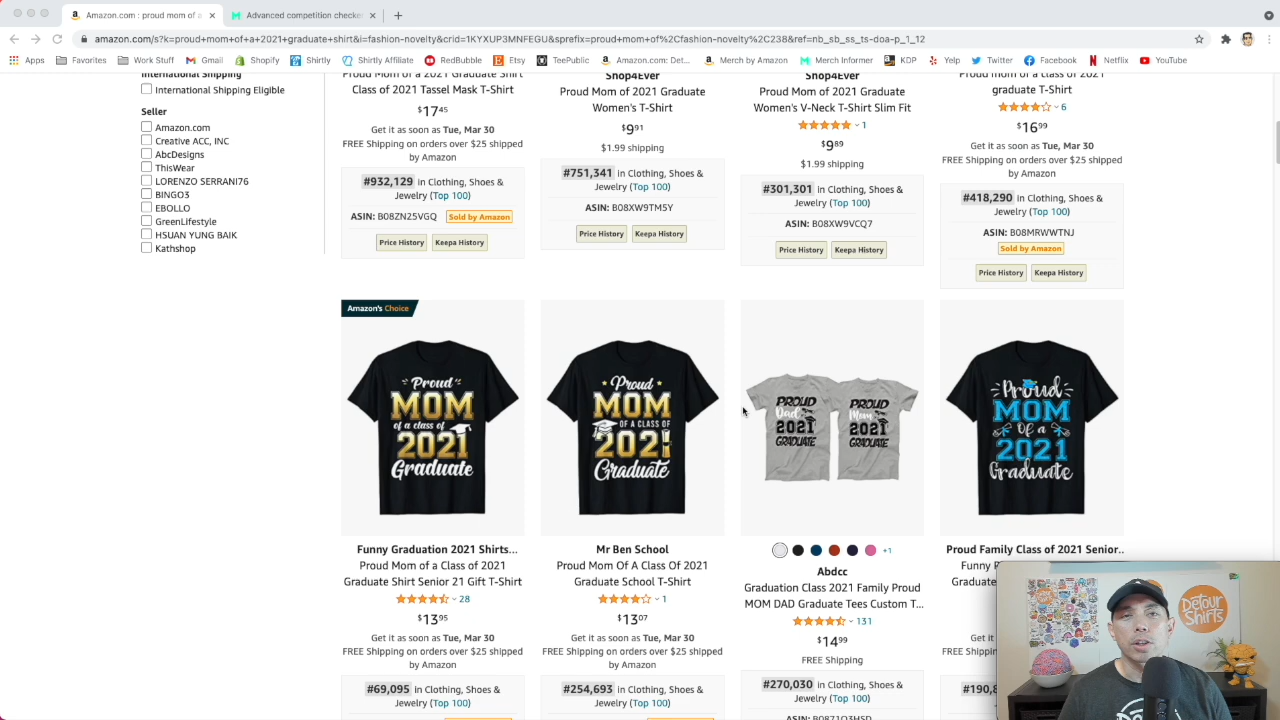 Amazon.com : proud mom of a
Advanced competition checke
amazon.com/s?k=proud+mom+of+a+2021+graduate+shirt&i=fashion-novelty&crid=1KYXUP3MNFEGU&sprefix=proud+mom+of%2Cfashion-novelty%2C238&ref=nb_sb_ss_ts-doa-p_1_12
Apps Favorites Work Stuff Gmail Shopify Shirtly Shirtly Affiliate RedBubble Etsy TeePublic Amazon.com: Det... Merch by Amazon Merch Informer KDP Yelp Twitter Facebook Netflix YouTube
International Shipping
International Shipping Eligible
Seller
Amazon.com
Creative ACC, INC
AbcDesigns
ThisWear
LORENZO SERRANI76
BINGO3
EBOLLO
GreenLifestyle
HSUAN YUNG BAIK
Kathshop
Proud Mom of a 2021 Graduate Shirt
Class of 2021 Tassel Mask T-Shirt
$17 45
Get it as soon as Tue, Mar 30
FREE Shipping on orders over $25 shipped
by Amazon
#932,129 in Clothing, Shoes &
Jewelry (Top 100)
ASIN: B08ZN25VGQ Sold by Amazon
Price History Keepa History
Shop4Ever
Proud Mom of 2021 Graduate
Women's T-Shirt
$9 91
$1.99 shipping
#751,341 in Clothing, Shoes &
Jewelry (Top 100)
ASIN: B08XW9TM5Y
Price History Keepa History
Shop4Ever
Proud Mom of 2021 Graduate
Women's V-Neck T-Shirt Slim Fit
1
$9 89
$1.99 shipping
#301,301 in Clothing, Shoes &
Jewelry (Top 100)
ASIN: B08XW9VCQ7
Price History Keepa History
Proud mom of a class of 2021
graduate T-Shirt
6
$16 99
Get it as soon as Tue, Mar 30
FREE Shipping on orders over $25 shipped
by Amazon
#418,290 in Clothing, Shoes &
Jewelry (Top 100)
ASIN: B08MRWWTNJ
Sold by Amazon
Price History Keepa History
Amazon's Choice
Proud
MOM
of a class of
2021
Graduate
Funny Graduation 2021 Shirts...
Proud Mom of a Class of 2021
Graduate Shirt Senior 21 Gift T-Shirt
28
$13 95
Get it as soon as Tue, Mar 30
FREE Shipping on orders over $25 shipped
by Amazon
#69,095 in Clothing, Shoes &
Jewelry (Top 100)
Proud
MOM
OF A CLASS OF
2021
Graduate
Mr Ben School
Proud Mom Of A Class Of 2021
Graduate School T-Shirt
1
$13 07
Get it as soon as Tue, Mar 30
FREE Shipping on orders over $25 shipped
by Amazon
#254,693 in Clothing, Shoes &
Jewelry (Top 100)
PROUD
Dad
2021
GRADUATE
PROUD
Mom
2021
GRADUATE
+1
Abdcc
Graduation Class 2021 Family Proud
MOM DAD Graduate Tees Custom T...
131
$14 99
FREE Shipping
#270,030 in Clothing, Shoes &
Jewelry (Top 100)
ASIN: B0871Q3HSD
Proud
MOM
of a
2021
Graduate
Proud Family Class of 2021 Senior..
Funny
Graduate
Get it
FREE Shipping
#190,8
Jewelry
DETOUR
SHIRTS